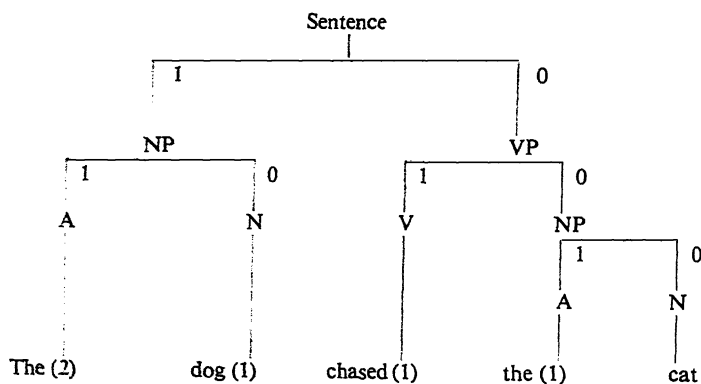 Sentence
1 0
NP VP
1 0 1 0
A N V NP
1 0
A N
The (2) dog (1) chased (1) the (1) cat